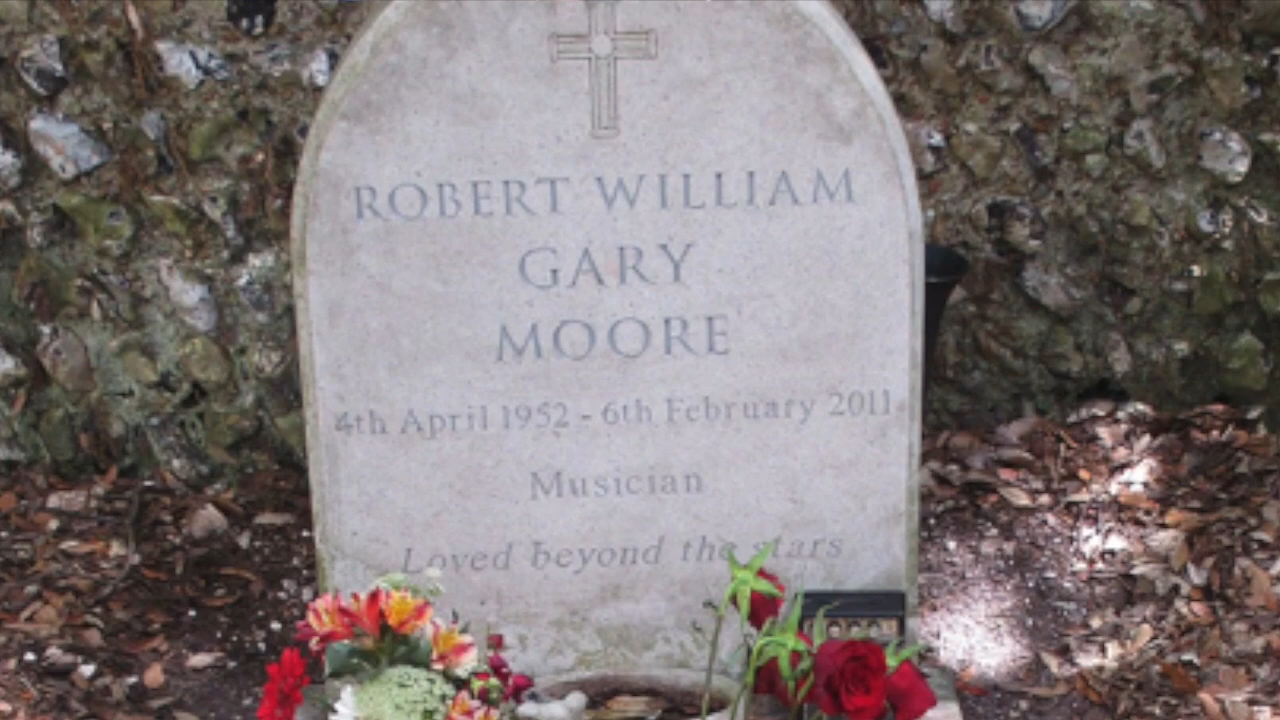 ROBERT WILLIAM
GARY
MOORE
4th April 1952 - 6th February 2011
Musician
Loved beyond the stars